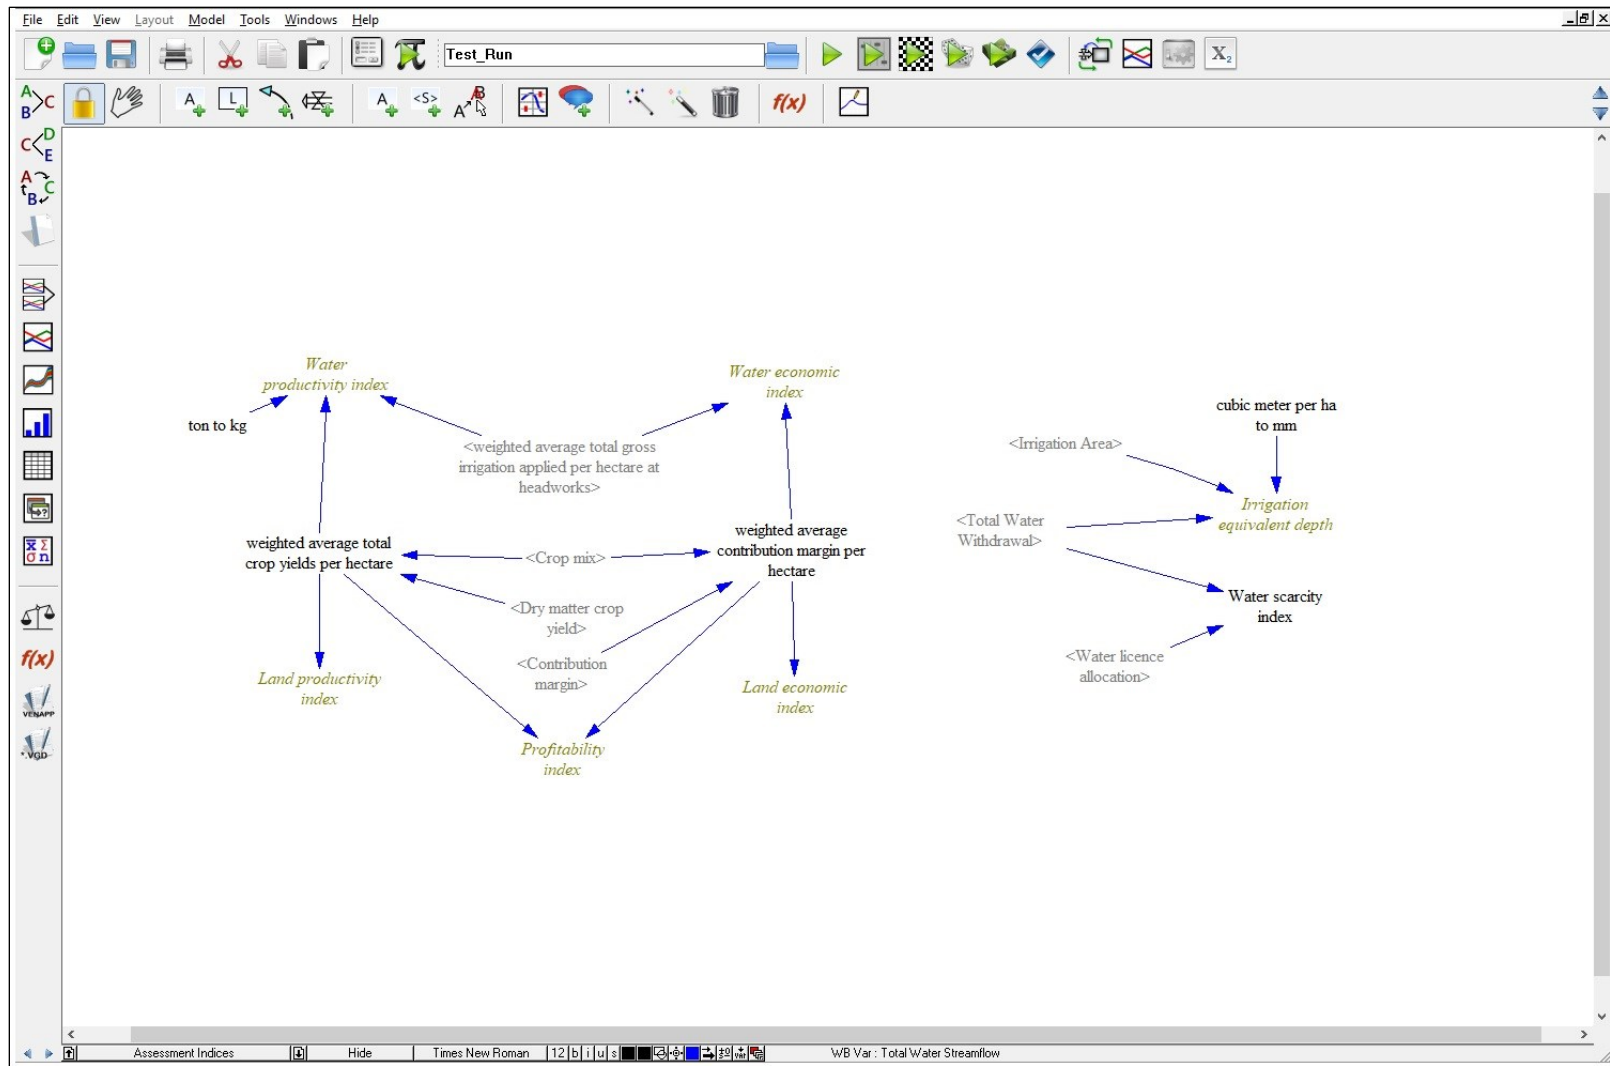 File Edit View Layout Model Tools Windows Help
Test_Run
X₂
A
B C
A
L
A
<S>
A AB
f(x)
C D
E
A
C
B
x̄ Σ
σ n
f(x)
VENAPP
*.VGD
Water
productivity index
ton to kg
<weighted average total gross
irrigation applied per hectare at
headworks>
Water economic
index
weighted average total
crop yields per hectare
<Crop mix>
weighted average
contribution margin per
hectare
<Dry matter crop
yield>
<Contribution
margin>
Land productivity
index
Land economic
index
Profitability
index
cubic meter per ha
to mm
<Irrigation Area>
Irrigation
equivalent depth
<Total Water
Withdrawal>
Water scarcity
index
<Water licence
allocation>
Assessment Indices Hide Times New Roman 12 b i u s WB Var : Total Water Streamflow